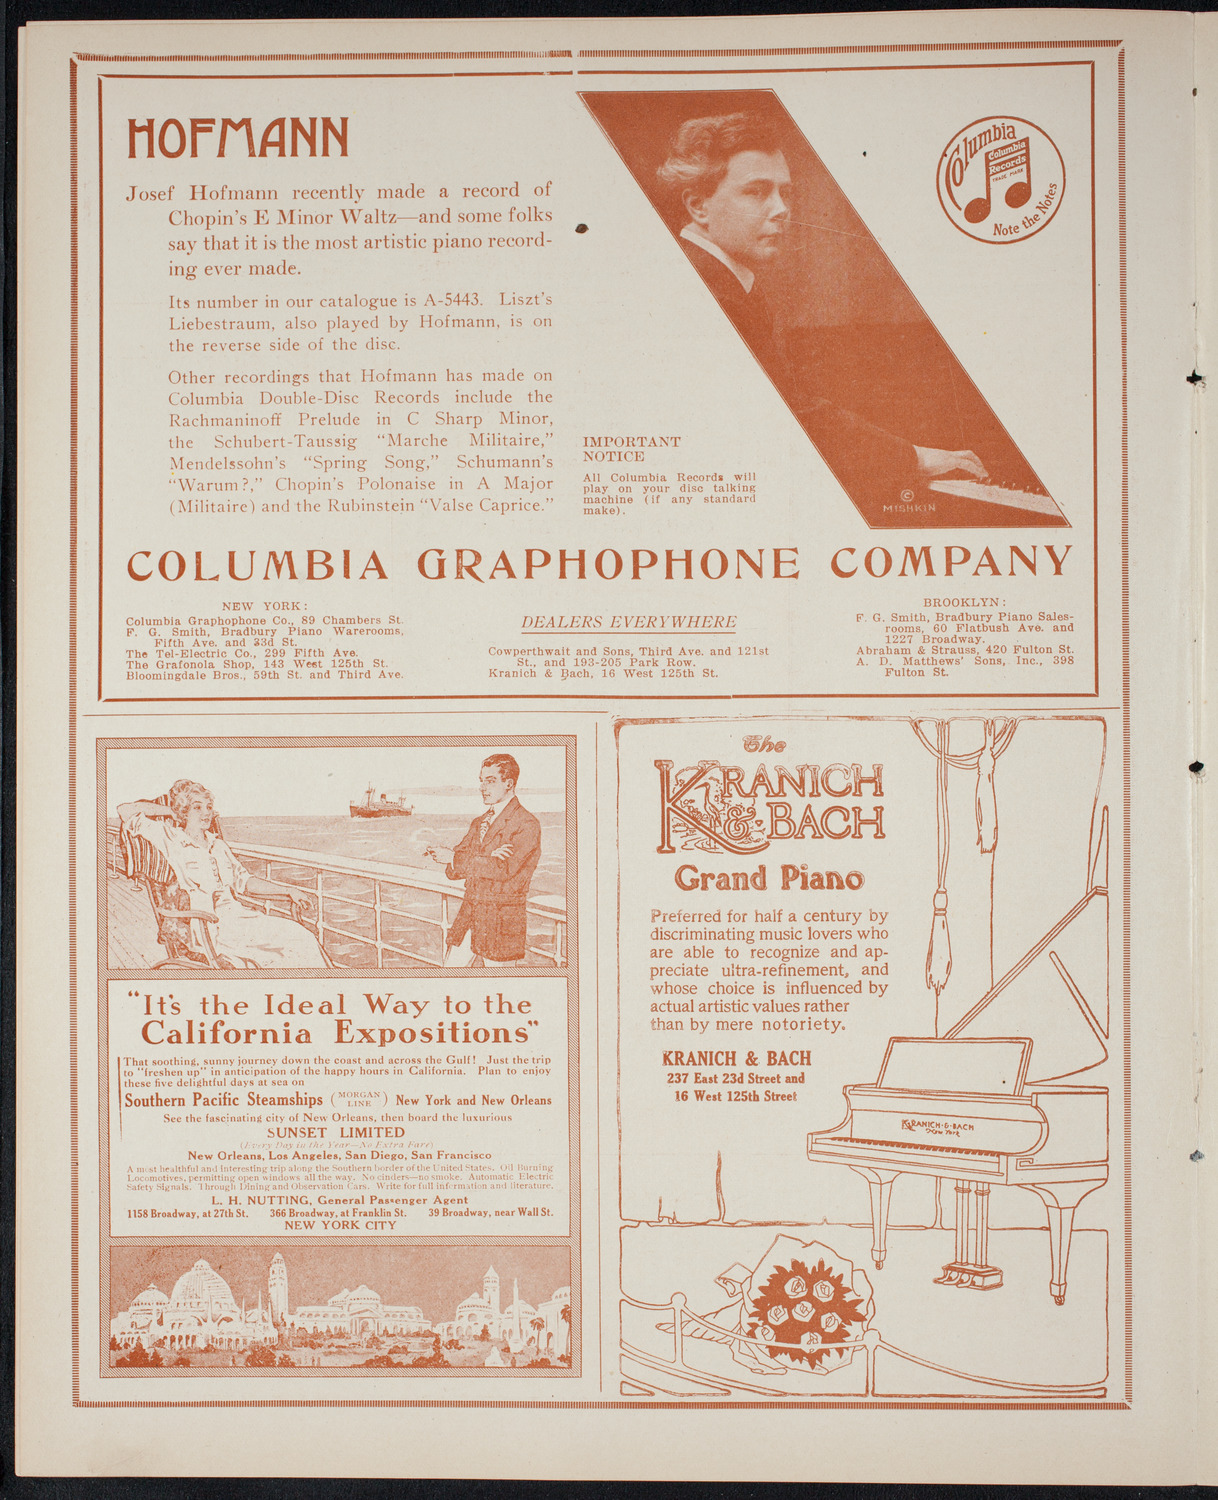 HOFMANN
Josef Hofmann recently made a record of
Chopin's E Minor Waltz—and some folks
say that it is the most artistic piano record-
ing ever made.
Its number in our catalogue is A-5443. Liszt's
Liebestraum, also played by Hofmann, is on
the reverse side of the disc.
Other recordings that Hofmann has made on
Columbia Double-Disc Records include the
Rachmaninoff Prelude in C Sharp Minor,
the Schubert-Taussig "Marche Militaire,"
Mendelssohn's "Spring Song," Schumann's
"Warum?," Chopin's Polonaise in A Major
(Militaire) and the Rubinstein "Valse Caprice."
IMPORTANT
NOTICE
All Columbia Records will
play on your disc talking
machine (if any standard
make).
©
MISHKIN
Columbia
Columbia
Records
TRADE MARK
Note the Notes
COLUMBIA GRAPHOPHONE COMPANY
NEW YORK:
Columbia Graphophone Co., 89 Chambers St.
F. G. Smith, Bradbury Piano Warerooms,
Fifth Ave. and 23d St.
The Tel-Electric Co., 299 Fifth Ave.
The Grafonola Shop, 143 West 125th St.
Bloomingdale Bros., 59th St. and Third Ave.
DEALERS EVERYWHERE
Cowperthwait and Sons, Third Ave. and 121st
St., and 193-205 Park Row.
Kranich & Bach, 16 West 125th St.
BROOKLYN:
F. G. Smith, Bradbury Piano Sales-
rooms, 60 Flatbush Ave. and
1227 Broadway.
Abraham & Strauss, 420 Fulton St.
A. D. Matthews' Sons, Inc., 398
Fulton St.
"It's the Ideal Way to the
California Expositions"
That soothing, sunny journey down the coast and across the Gulf! Just the trip
to "freshen up" in anticipation of the happy hours in California. Plan to enjoy
these five delightful days at sea on
Southern Pacific Steamships (MORGAN LINE) New York and New Orleans
See the fascinating city of New Orleans, then board the luxurious
SUNSET LIMITED
(Every Day in the Year—No Extra Fare)
New Orleans, Los Angeles, San Diego, San Francisco
A most healthful and interesting trip along the Southern border of the United States. Oil Burning
Locomotives, permitting open windows all the way. No cinders—no smoke. Automatic Electric
Safety Signals. Through Dining and Observation Cars. Write for full information and literature.
L. H. NUTTING, General Passenger Agent
1158 Broadway, at 27th St. 366 Broadway, at Franklin St. 39 Broadway, near Wall St.
NEW YORK CITY
The
KRANICH
& BACH
Grand Piano
Preferred for half a century by
discriminating music lovers who
are able to recognize and ap-
preciate ultra-refinement, and
whose choice is influenced by
actual artistic values rather
than by mere notoriety.
KRANICH & BACH
237 East 23d Street and
16 West 125th Street
KRANICH & BACH
New York